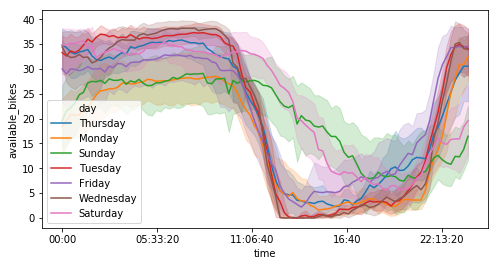 available_bikes
40
35
30
25
20
15
10
5
0
day
Thursday
Monday
Sunday
Tuesday
Friday
Wednesday
Saturday
00:00 05:33:20 11:06:40 16:40 22:13:20
time